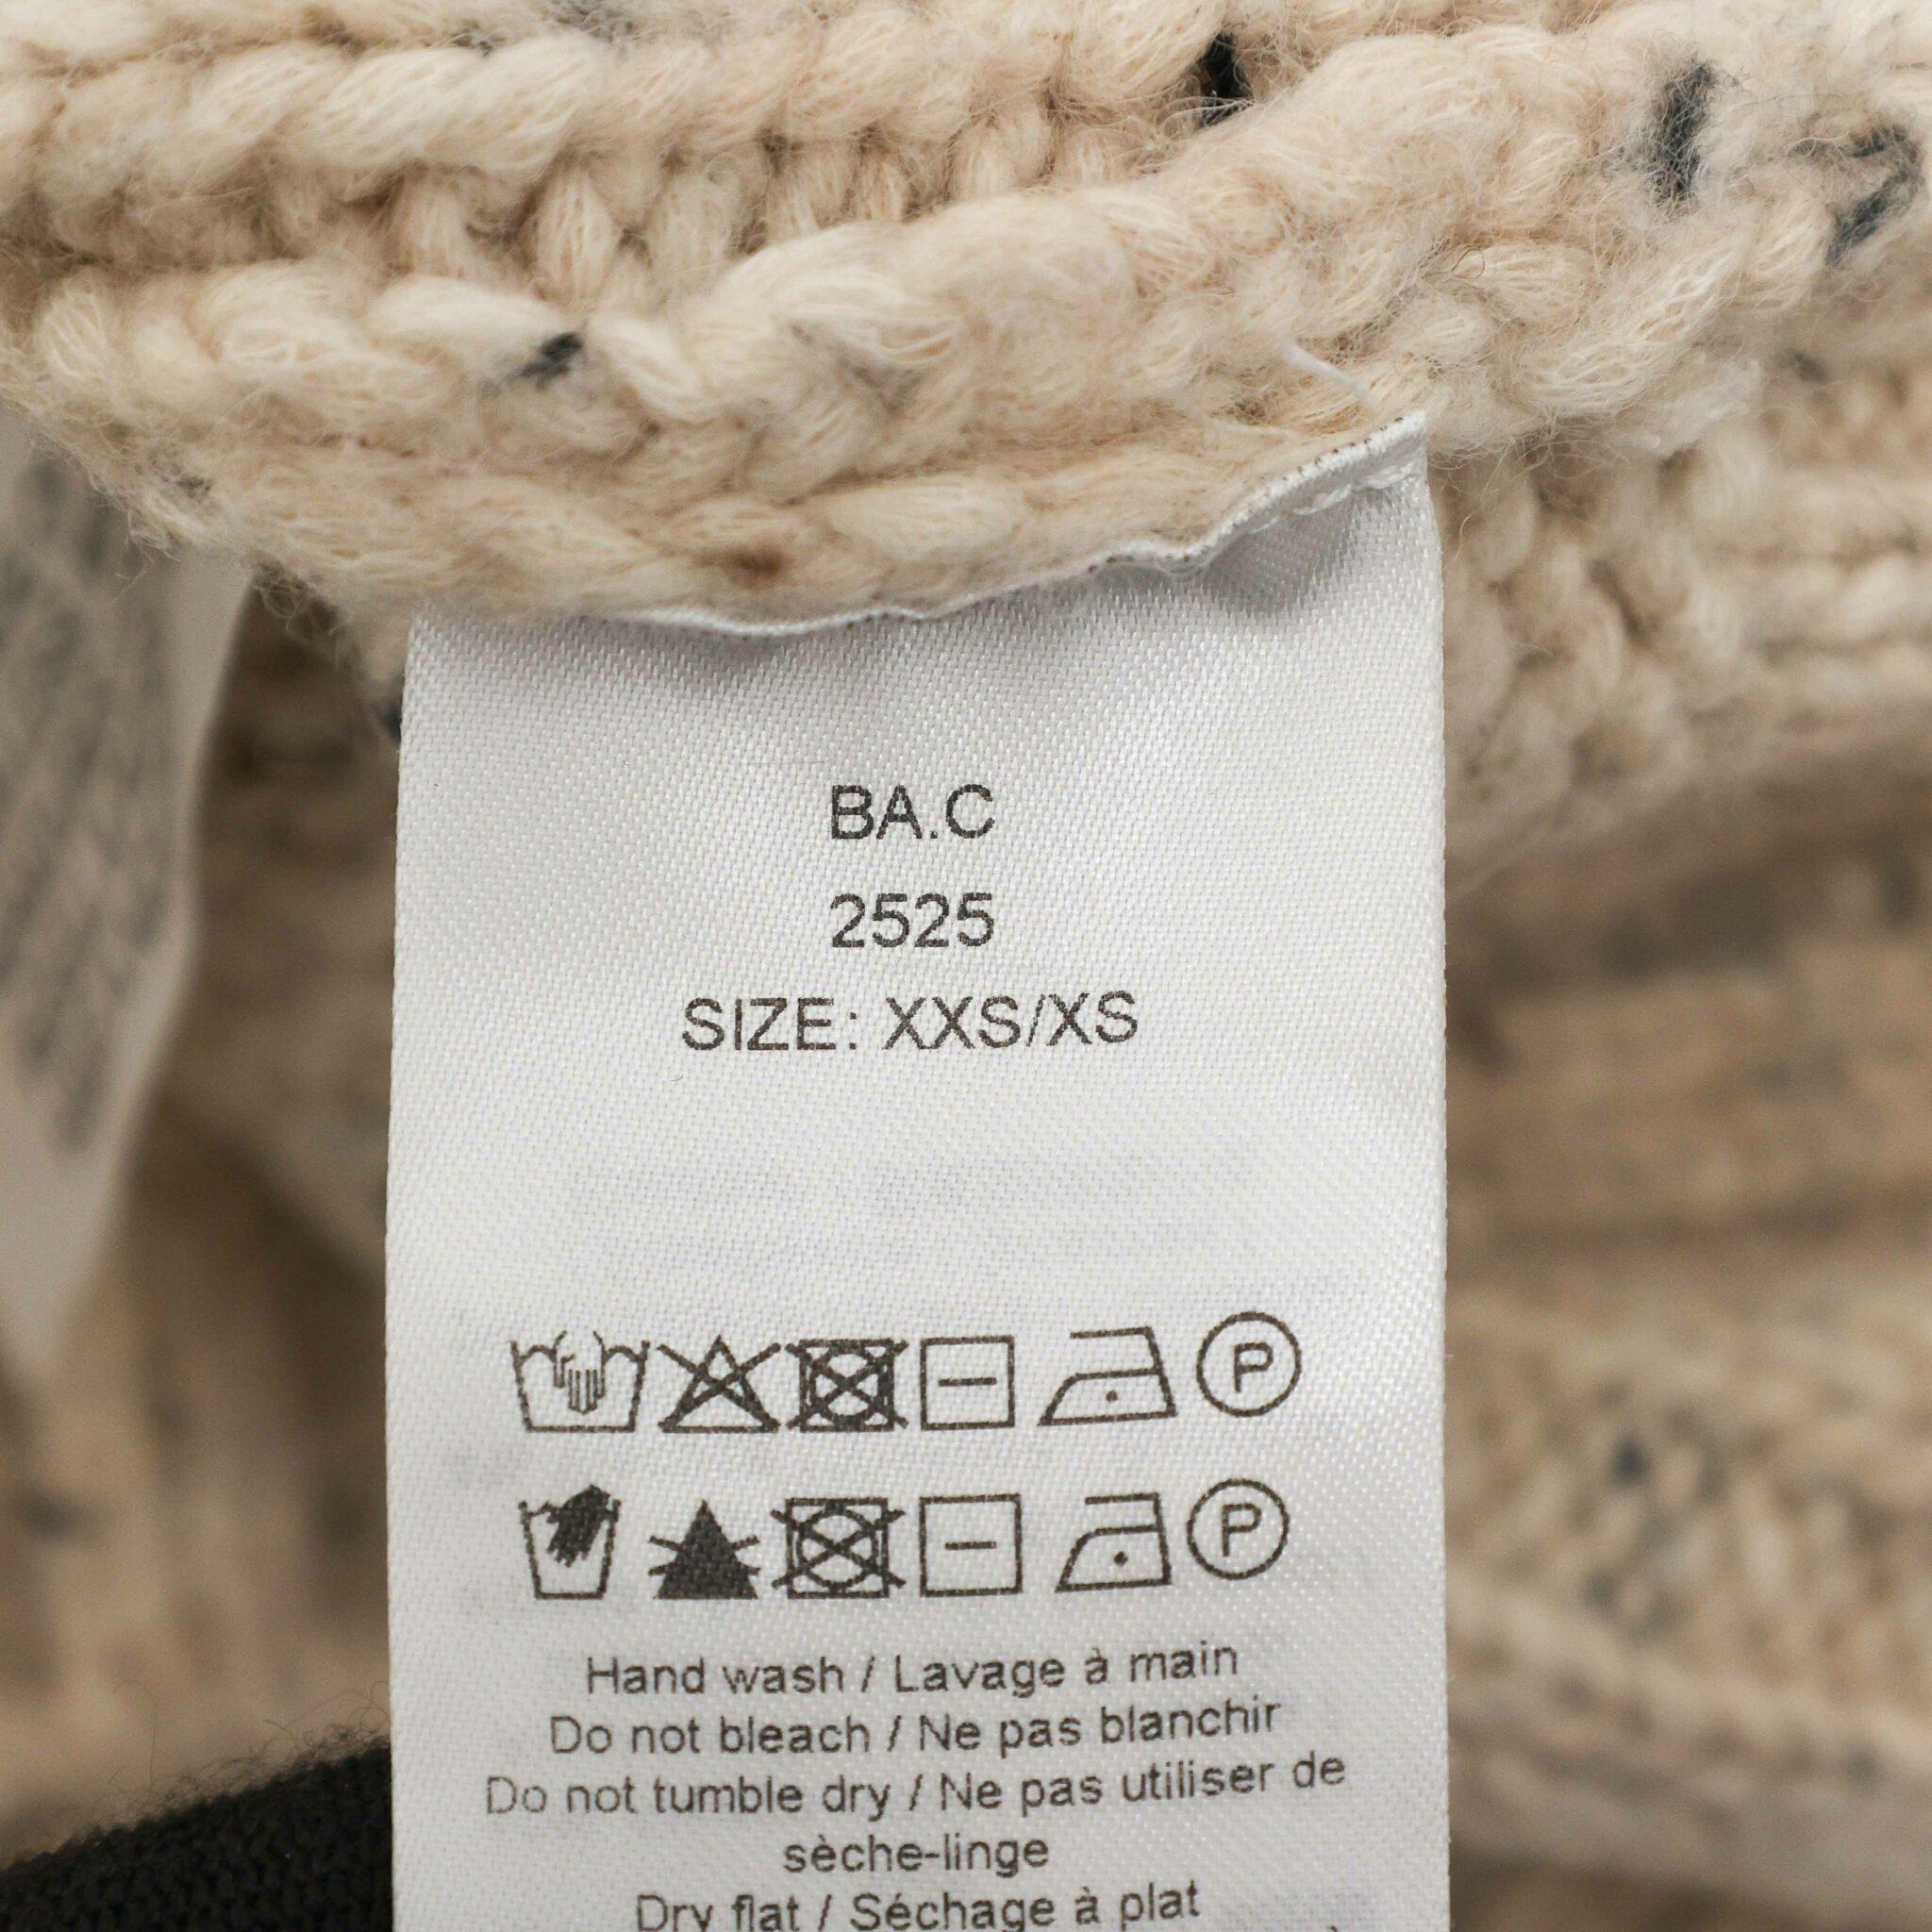 BA.C
2525
SIZE: XXS/XS
P
P
Hand wash / Lavage à main
Do not bleach / Ne pas blanchir
Do not tumble dry / Ne pas utiliser de
sèche-linge
Dry flat / Séchage à plat